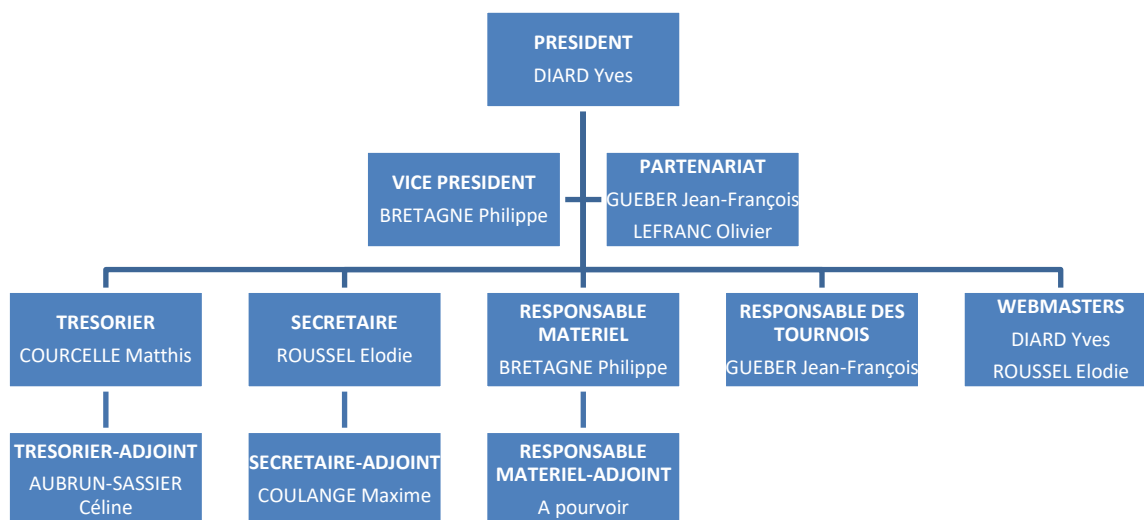 PRESIDENT
DIARD Yves
VICE PRESIDENT
BRETAGNE Philippe
PARTENARIAT
GUEBER Jean-François
LEFRANC Olivier
TRESORIER
COURCELLE Matthis
SECRETAIRE
ROUSSEL Elodie
RESPONSABLE
MATERIEL
BRETAGNE Philippe
RESPONSABLE DES
TOURNOIS
GUEBER Jean-François
WEBMASTERS
DIARD Yves
ROUSSEL Elodie
TRESORIER-ADJOINT
AUBRUN-SASSIER
Céline
SECRETAIRE-ADJOINT
COULANGE Maxime
RESPONSABLE
MATERIEL-ADJOINT
A pourvoir